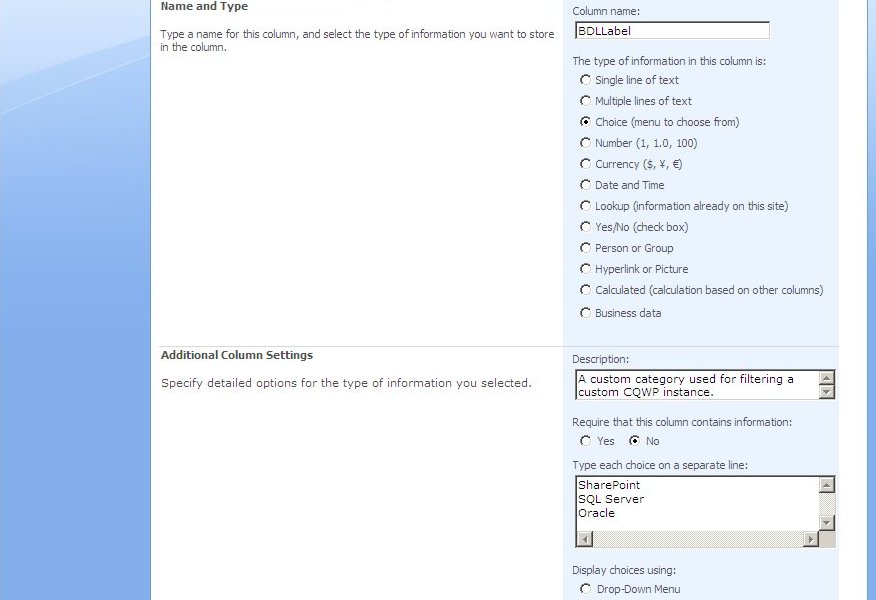 Name and Type
Type a name for this column, and select the type of information you want to store
in the column.
Column name:
BDLLabel
The type of information in this column is:
Single line of text
Multiple lines of text
Choice (menu to choose from)
Number (1, 1.0, 100)
Currency ($, ¥, €)
Date and Time
Lookup (information already on this site)
Yes/No (check box)
Person or Group
Hyperlink or Picture
Calculated (calculation based on other columns)
Business data
Additional Column Settings
Specify detailed options for the type of information you selected.
Description:
A custom category used for filtering a
custom CQWP instance.
Require that this column contains information:
Yes No
Type each choice on a separate line:
SharePoint
SQL Server
Oracle
Display choices using:
Drop-Down Menu